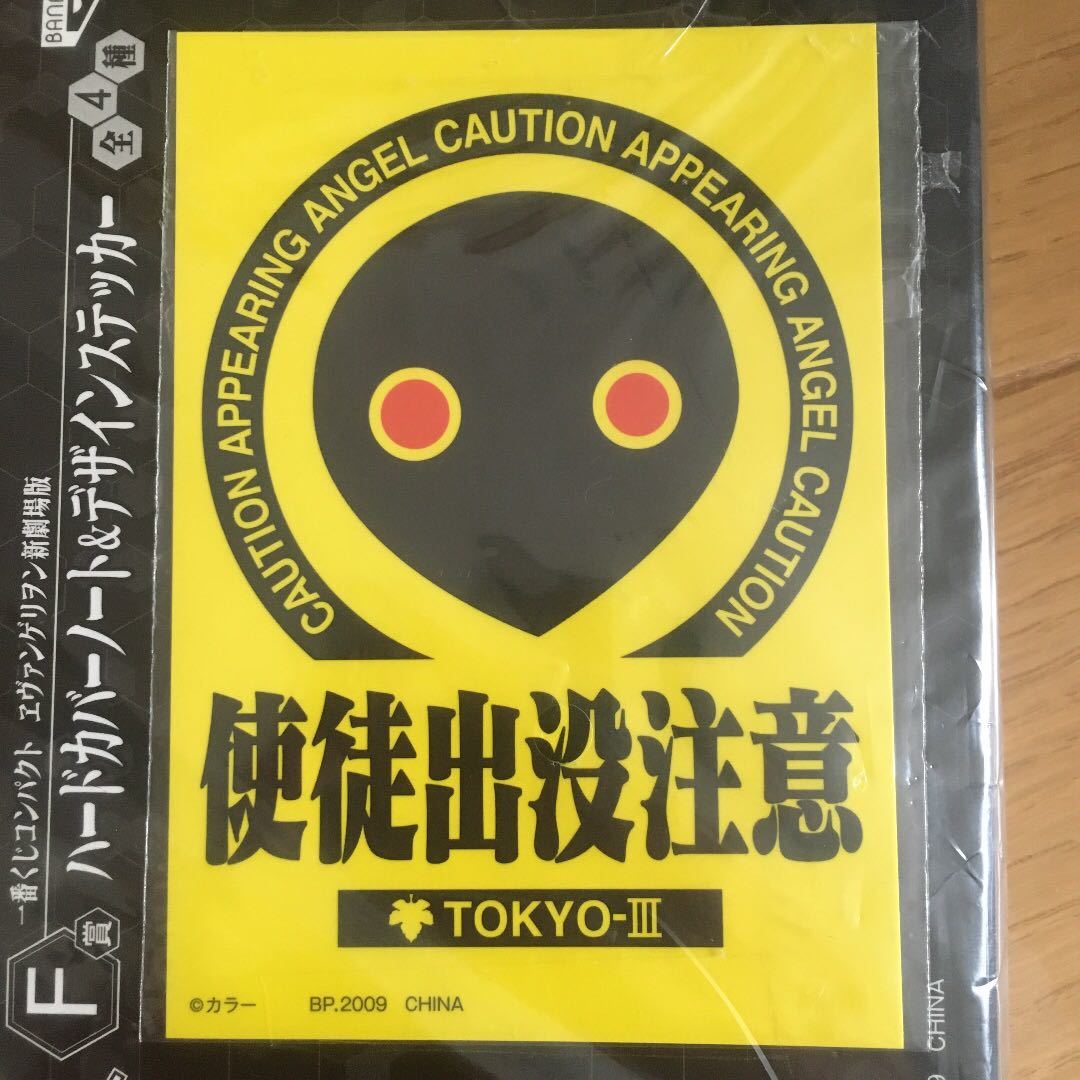 BAN
一番くじコンパクト ヱヴァンゲリヲン新劇場版
F賞 ハードカバーノート&デザインステッカー 全4種
CAUTION APPEARING ANGEL CAUTION APPEARING ANGEL CAUTION
使徒出没注意
TOKYO-III
©カラー BP.2009 CHINA
9 CHINA